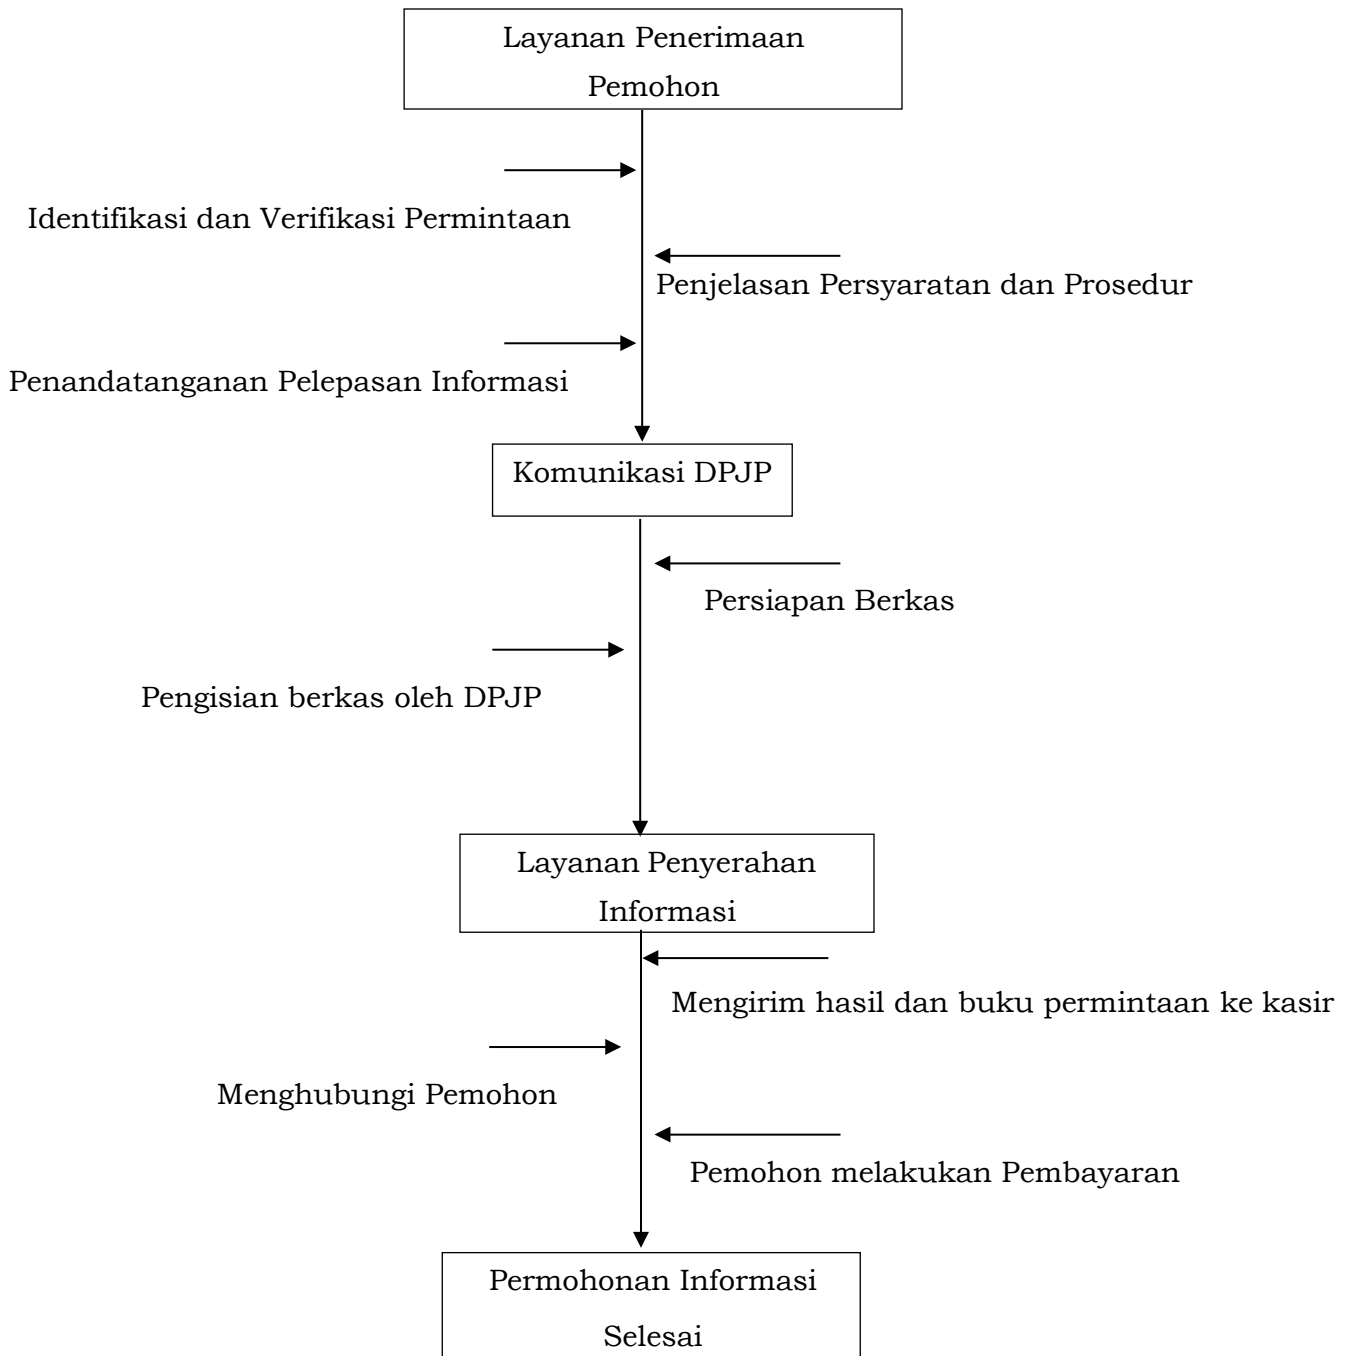 Layanan Penerimaan
Pemohon
Identifikasi dan Verifikasi Permintaan
Penjelasan Persyaratan dan Prosedur
Penandatanganan Pelepasan Informasi
Komunikasi DPJP
Persiapan Berkas
Pengisian berkas oleh DPJP
Layanan Penyerahan
Informasi
Mengirim hasil dan buku permintaan ke kasir
Menghubungi Pemohon
Pemohon melakukan Pembayaran
Permohonan Informasi
Selesai